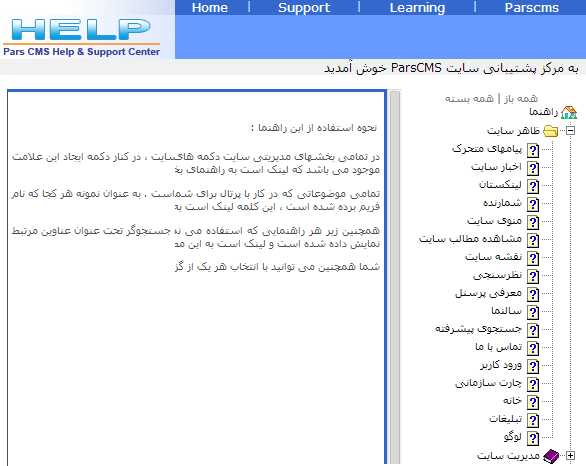 HELP
Pars CMS Help & Support Center
Home | Support | Learning | Parscms
به مرکز پشتیبانی سایت ParsCMS خوش آمدید
همه باز | همه بسته
راهنما
ظاهر سایت
پیامهای متحرک
اخبار سایت
لینکستان
شمارنده
منوی سایت
مشاهده مطالب سایت
نقشه سایت
نظرسنجی
معرفی پرسنل
سالنما
جستجوی پیشرفته
تماس با ما
ورود کاربر
چارت سازمانی
خانه
تبلیغات
لوگو
مدیریت سایت
نحوه استفاده از این راهنما :
در تمامی بخشهای مدیریتی سایت دکمه های سایت ، در کنار دکمه ایجاد این علامت
موجود می باشد که لینک است به راهنمای
تمامی موضوعاتی که در کار با پرتال برای شما است . به عنوان نمونه هر کجا که نام
فریم برده شده است ، این کلمه لینک است به
همچنین زیر هر راهنمایی که استفاده می جستجوگر تحت عنوان عناوین مرتبط
نمایش داده شده است و لینک است به این
شما همچنین می توانید با انتخاب هر یک از